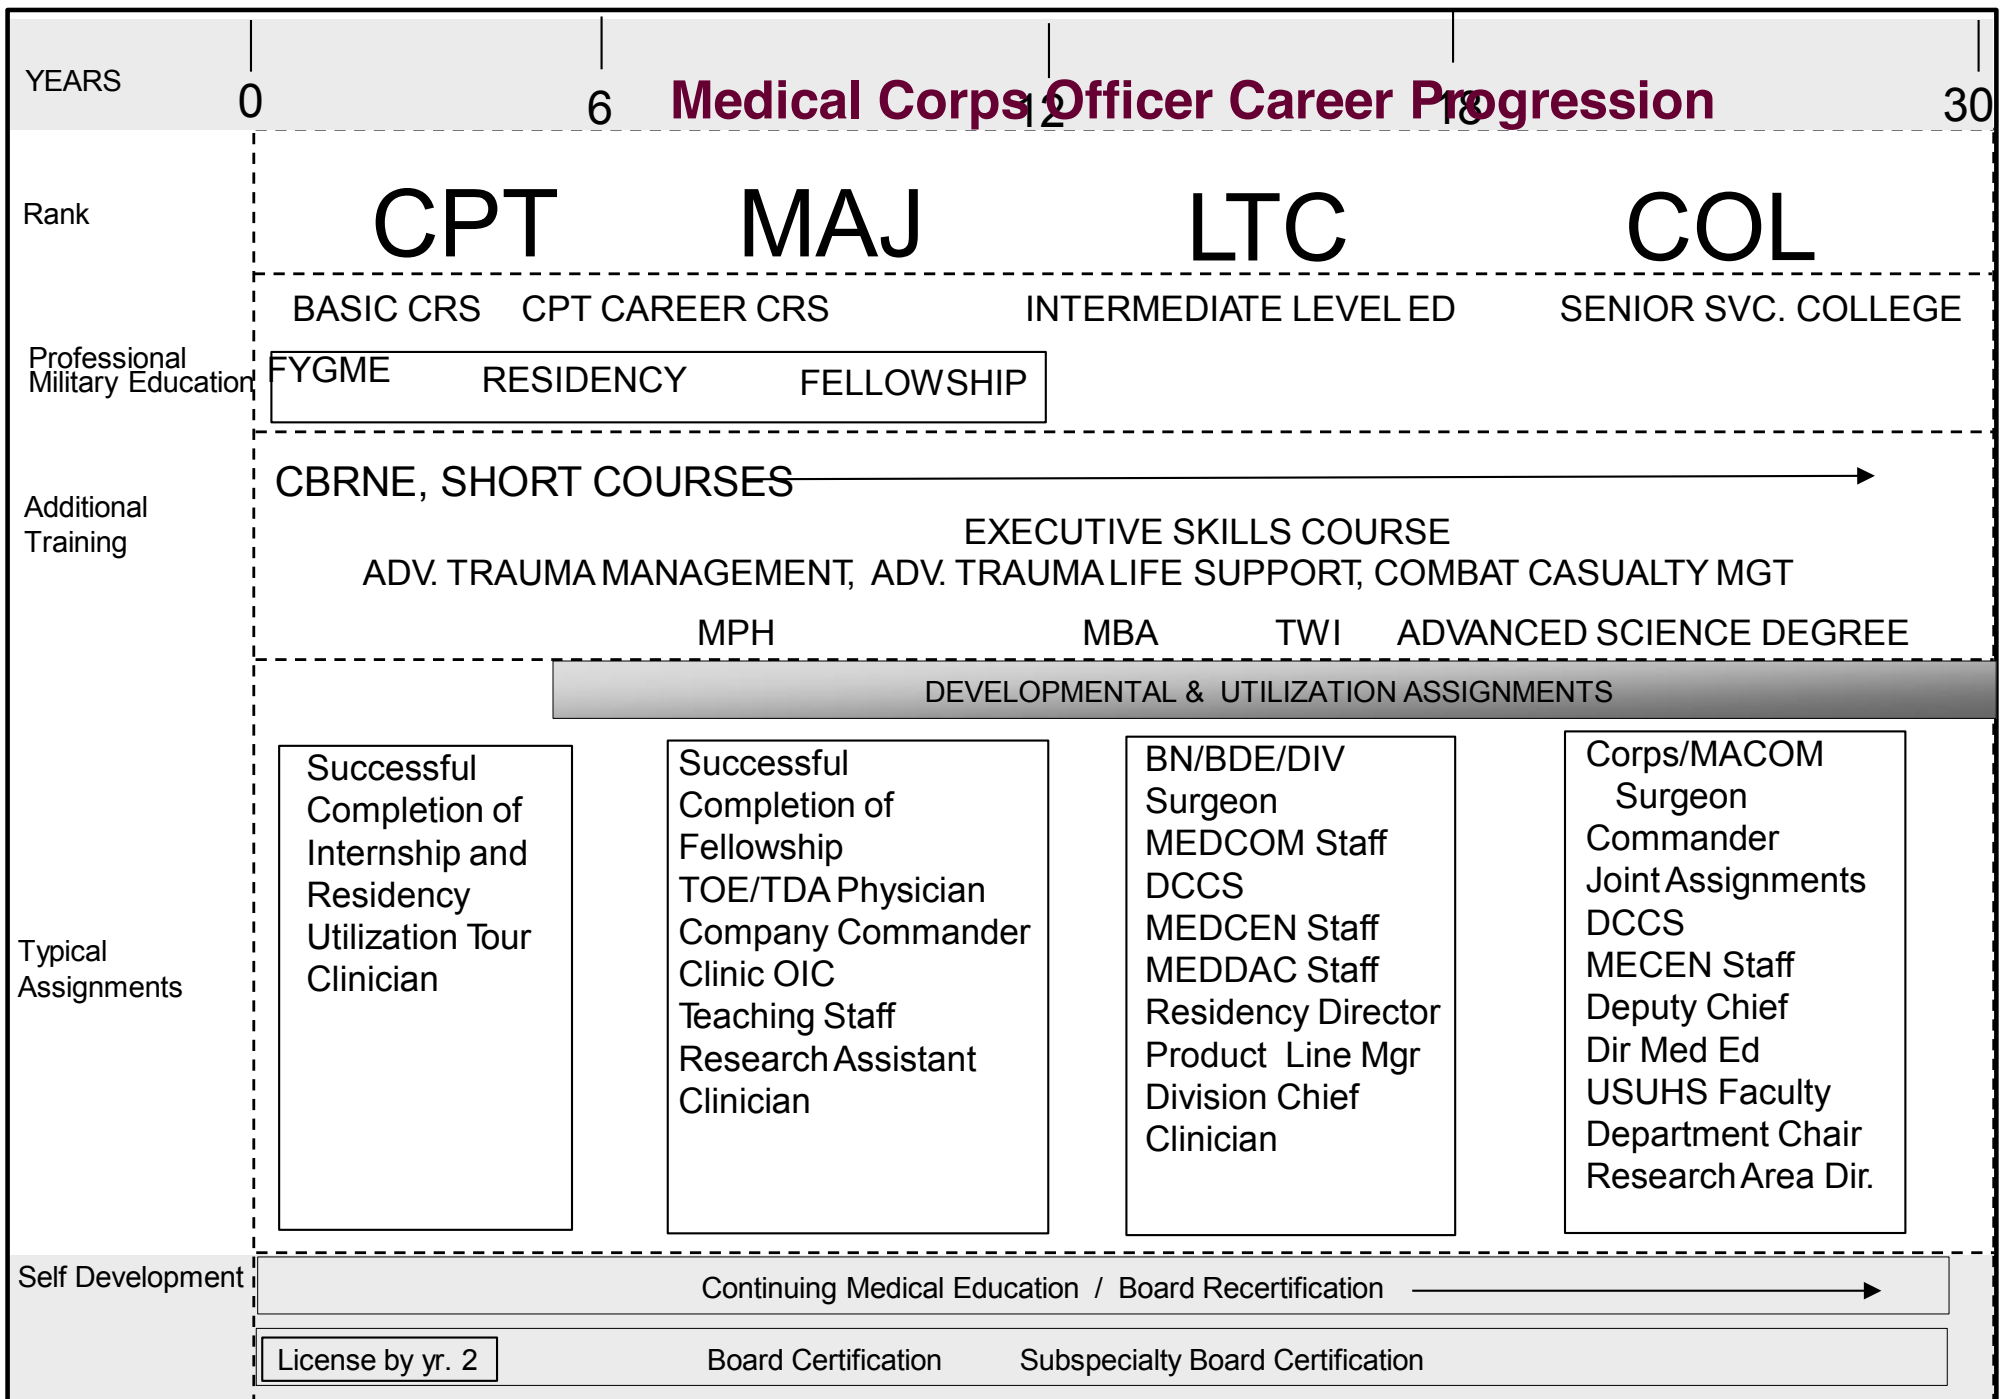 YEARS
0 6 12 18 30
Medical Corps Officer Career Progression
Rank
CPT MAJ LTC COL
BASIC CRS CPT CAREER CRS INTERMEDIATE LEVEL ED SENIOR SVC. COLLEGE
Professional
Military Education
FYGME RESIDENCY FELLOWSHIP
Additional
Training
CBRNE, SHORT COURSES
EXECUTIVE SKILLS COURSE
ADV. TRAUMA MANAGEMENT, ADV. TRAUMA LIFE SUPPORT, COMBAT CASUALTY MGT
MPH MBA TWI ADVANCED SCIENCE DEGREE
DEVELOPMENTAL & UTILIZATION ASSIGNMENTS
Typical
Assignments
Successful
Completion of
Internship and
Residency
Utilization Tour
Clinician
Successful
Completion of
Fellowship
TOE/TDA Physician
Company Commander
Clinic OIC
Teaching Staff
Research Assistant
Clinician
BN/BDE/DIV
Surgeon
MEDCOM Staff
DCCS
MEDCEN Staff
MEDDAC Staff
Residency Director
Product Line Mgr
Division Chief
Clinician
Corps/MACOM
Surgeon
Commander
Joint Assignments
DCCS
MECEN Staff
Deputy Chief
Dir Med Ed
USUHS Faculty
Department Chair
Research Area Dir.
Self Development
Continuing Medical Education / Board Recertification
License by yr. 2 Board Certification Subspecialty Board Certification